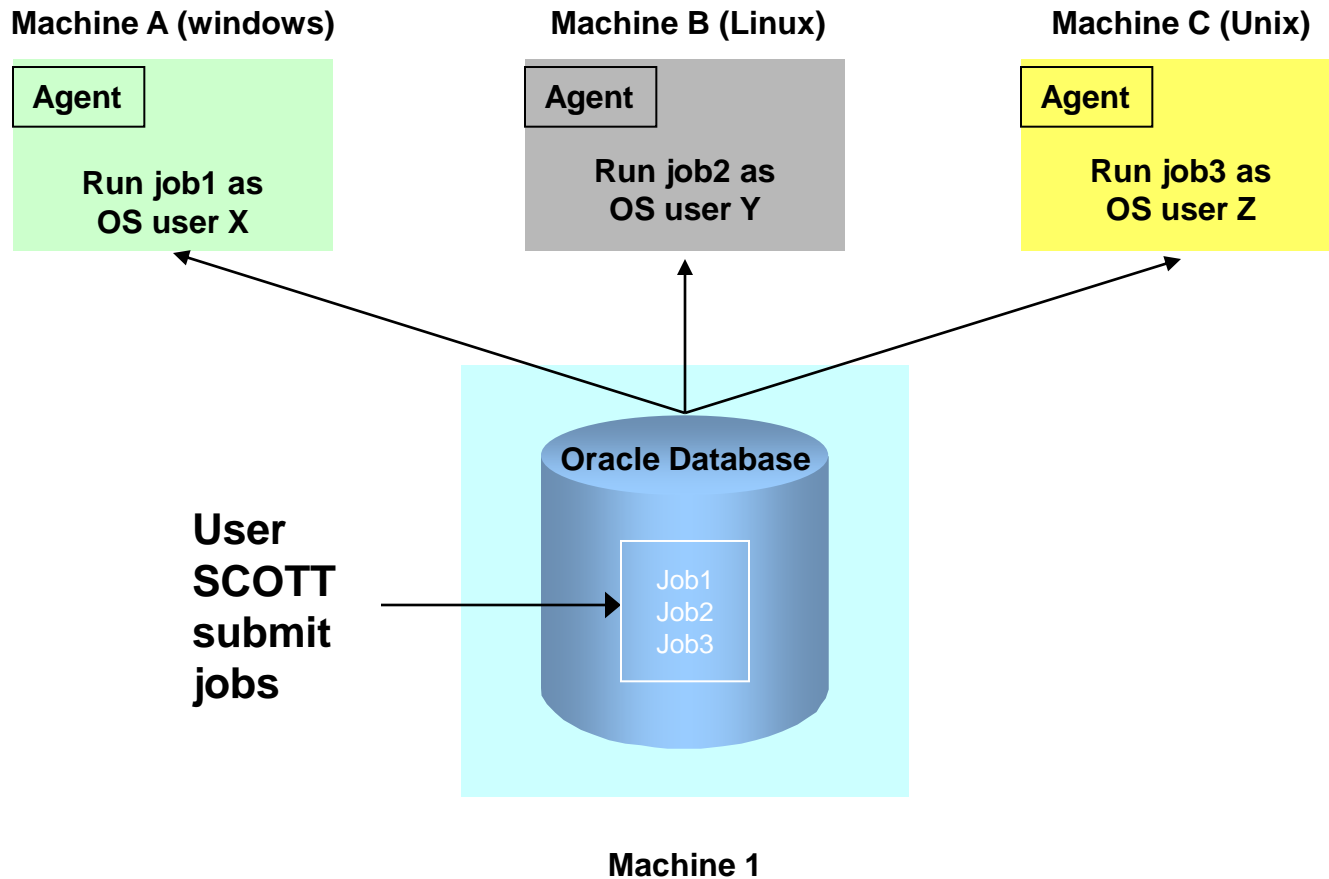 Machine A (windows)
Machine B (Linux)
Machine C (Unix)
Agent
Run job1 as
OS user X
Agent
Run job2 as
OS user Y
Agent
Run job3 as
OS user Z
Oracle Database
User
SCOTT
submit
jobs
Job1
Job2
Job3
Machine 1